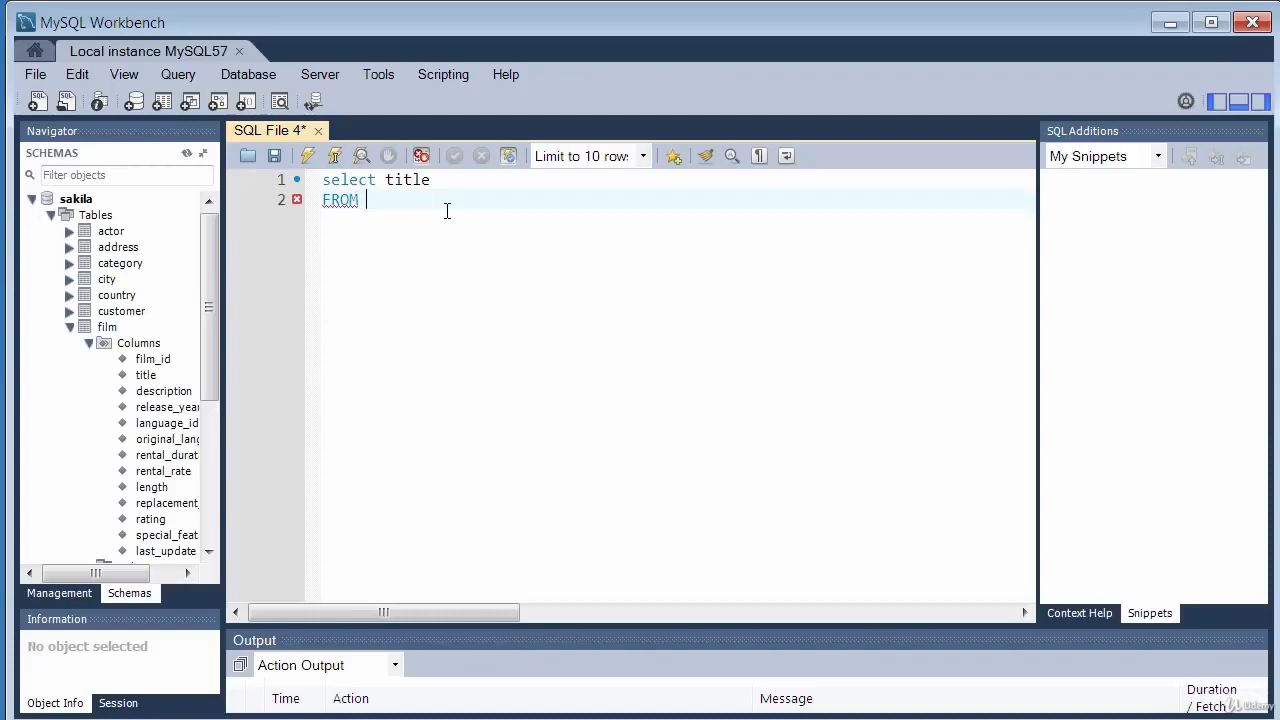 MySQL Workbench
Local instance MySQL57
File Edit View Query Database Server Tools Scripting Help
Navigator
SCHEMAS
Filter objects
sakila
Tables
actor
address
category
city
country
customer
film
Columns
film_id
title
description
release_year
language_id
original_lang
rental_durat
rental_rate
length
replacement_
rating
special_feat
last_update
Management Schemas
Information
No object selected
Object Info Session
SQL File 4*
Limit to 10 rows
1 select title
2 FROM
Output
Action Output
Time Action Message Duration / Fetch
SQL Additions
My Snippets
Context Help Snippets
Udemy